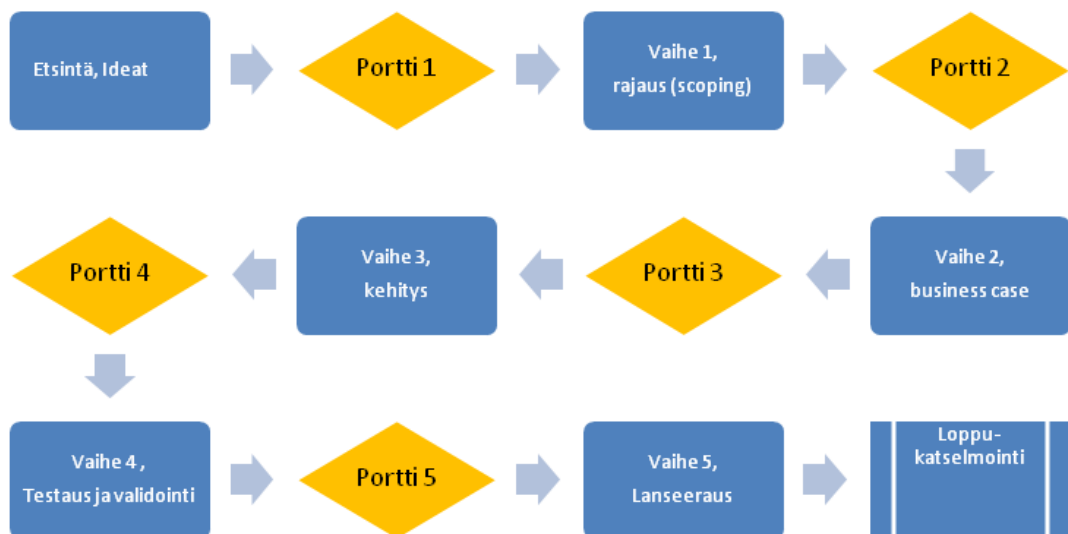 Etsintä, Ideat
Portti 1
Vaihe 1,
rajaus (scoping)
Portti 2
Vaihe 2,
business case
Portti 3
Vaihe 3,
kehitys
Portti 4
Vaihe 4 ,
Testaus ja validointi
Portti 5
Vaihe 5,
Lanseeraus
Loppu-
katselmointi